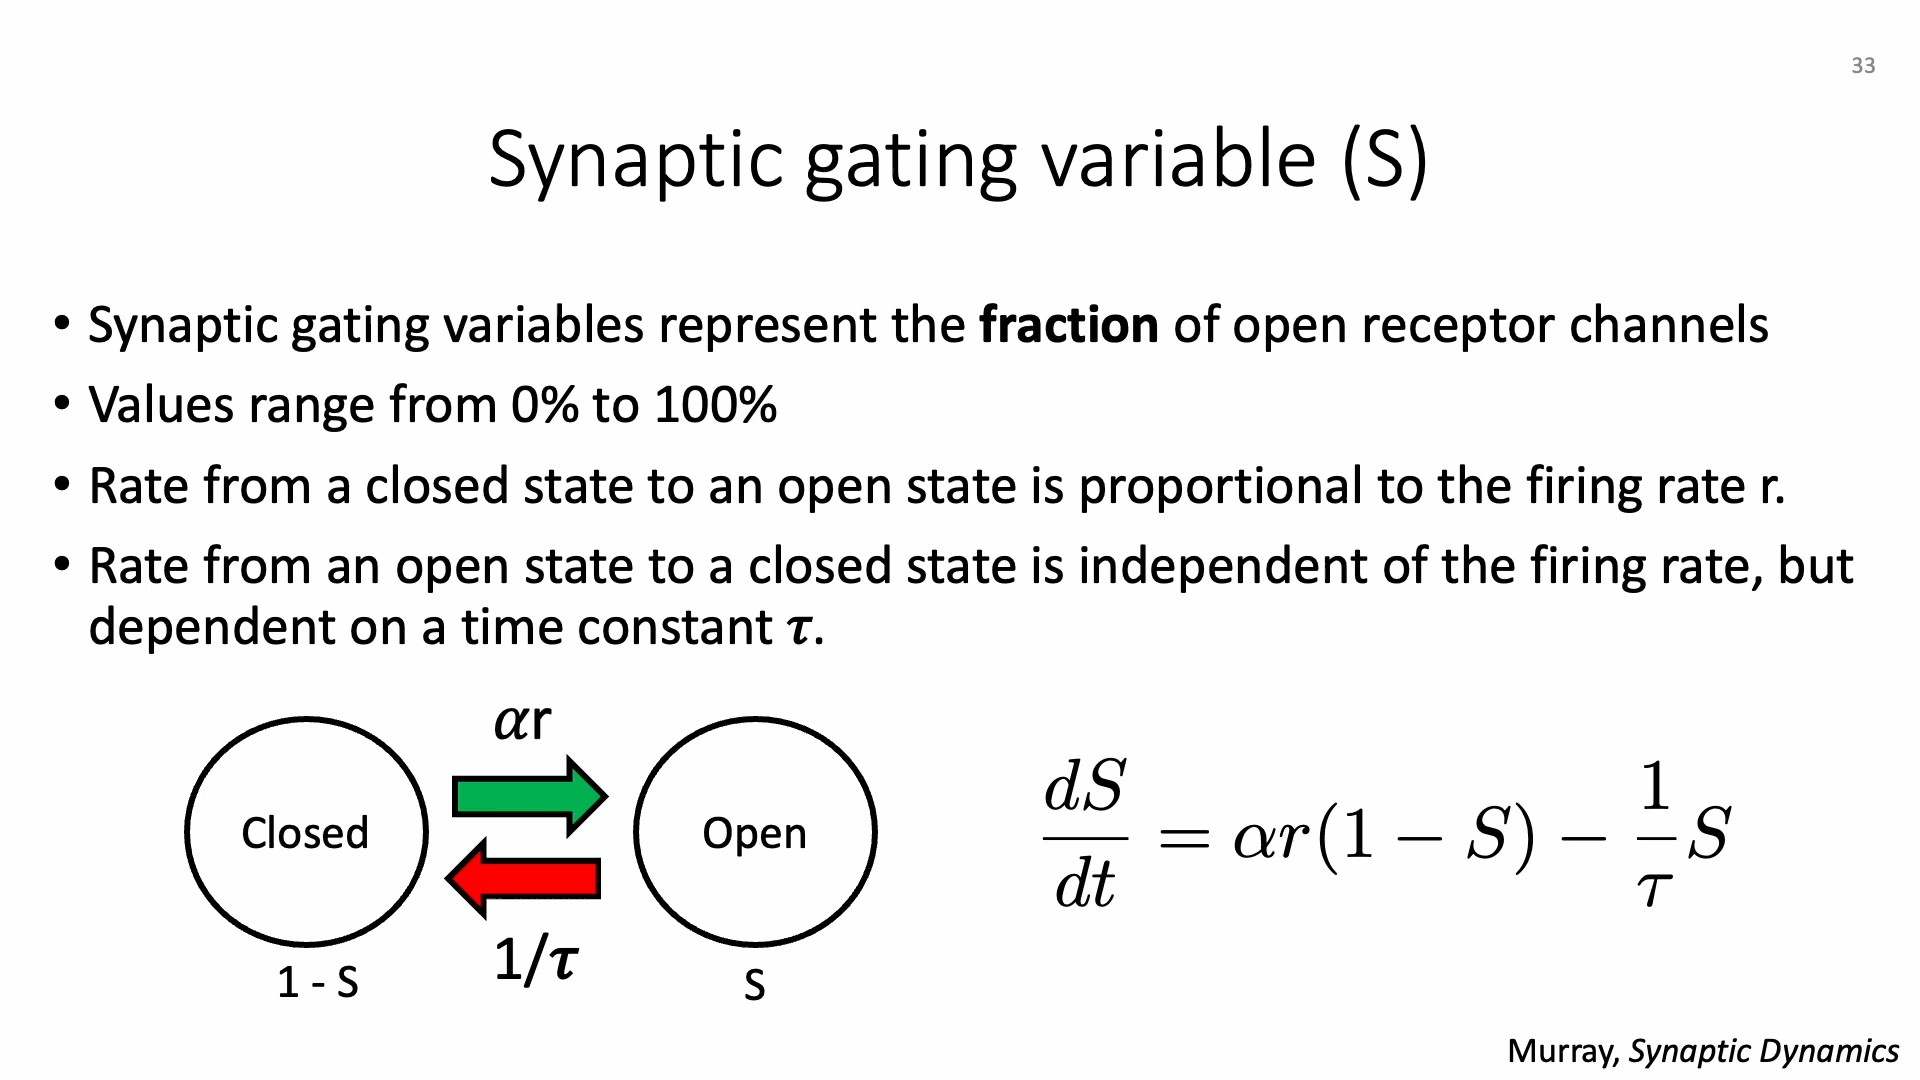 33
Synaptic gating variable (S)
• Synaptic gating variables represent the fraction of open receptor channels
• Values range from 0% to 100%
• Rate from a closed state to an open state is proportional to the firing rate r.
• Rate from an open state to a closed state is independent of the firing rate, but
dependent on a time constant τ.
αr
Closed
Open
1/τ
1 - S
S
dS/dt = αr(1 − S) − 1/τ S
Murray, Synaptic Dynamics